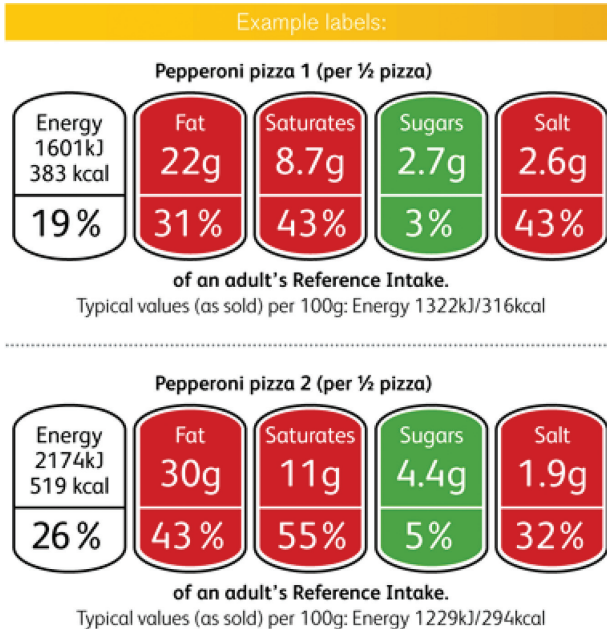 Example labels:
Pepperoni pizza 1 (per ½ pizza)
Energy Fat Saturates Sugars Salt
1601kJ
383 kcal 22g 8.7g 2.7g 2.6g
19% 31% 43% 3% 43%
of an adult's Reference Intake.
Typical values (as sold) per 100g: Energy 1322kJ/316kcal
Pepperoni pizza 2 (per ½ pizza)
Energy Fat Saturates Sugars Salt
2174kJ
519 kcal 30g 11g 4.4g 1.9g
26% 43% 55% 5% 32%
of an adult's Reference Intake.
Typical values (as sold) per 100g: Energy 1229kJ/294kcal